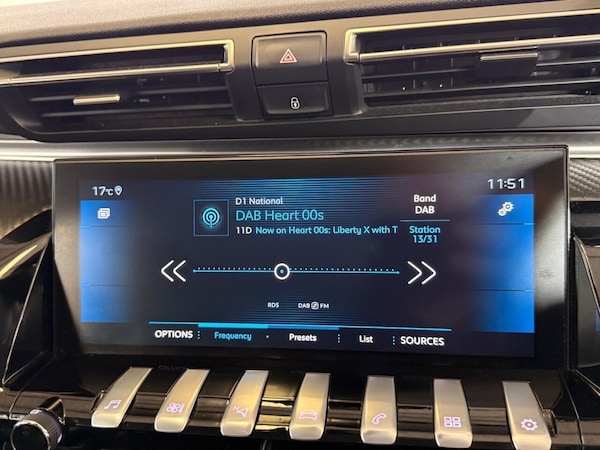 17°C
11:51
D1 National
DAB Heart 00s
11D Now on Heart 00s: Liberty X with T
Band
DAB
Station
13/31
RDS DAB FM
OPTIONS Frequency Presets List SOURCES